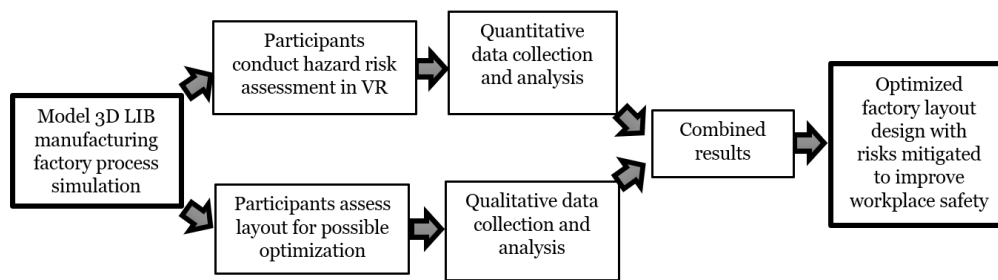 Model 3D LIB
manufacturing
factory process
simulation
Participants
conduct hazard risk
assessment in VR
Quantitative
data collection
and analysis
Participants assess
layout for possible
optimization
Qualitative data
collection and
analysis
Combined
results
Optimized
factory layout
design with
risks mitigated
to improve
workplace safety